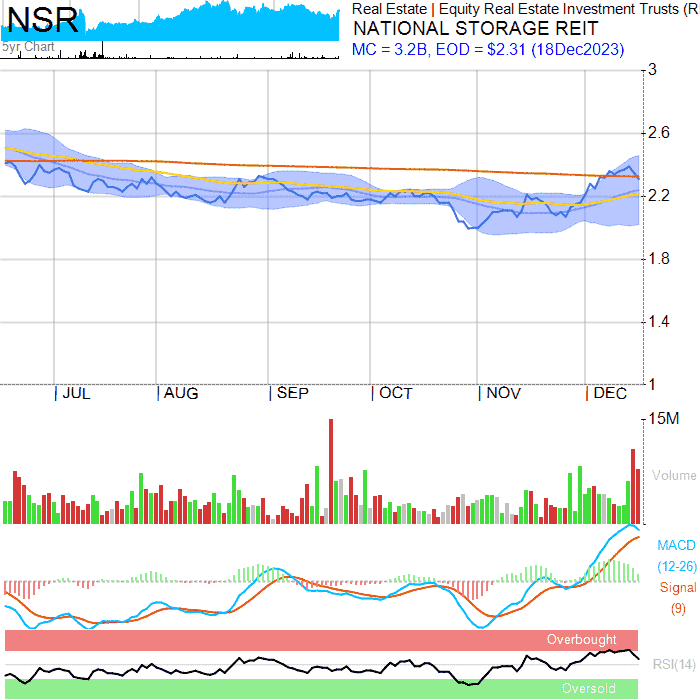 NSR
5yr Chart
Real Estate | Equity Real Estate Investment Trusts (R
NATIONAL STORAGE REIT
MC = 3.2B, EOD = $2.31 (18Dec2023)
3
2.6
2.2
1.8
1.4
1
JUL AUG SEP OCT NOV DEC
15M
Volume
MACD
(12-26)
Signal
(9)
Overbought
RSI(14)
Oversold